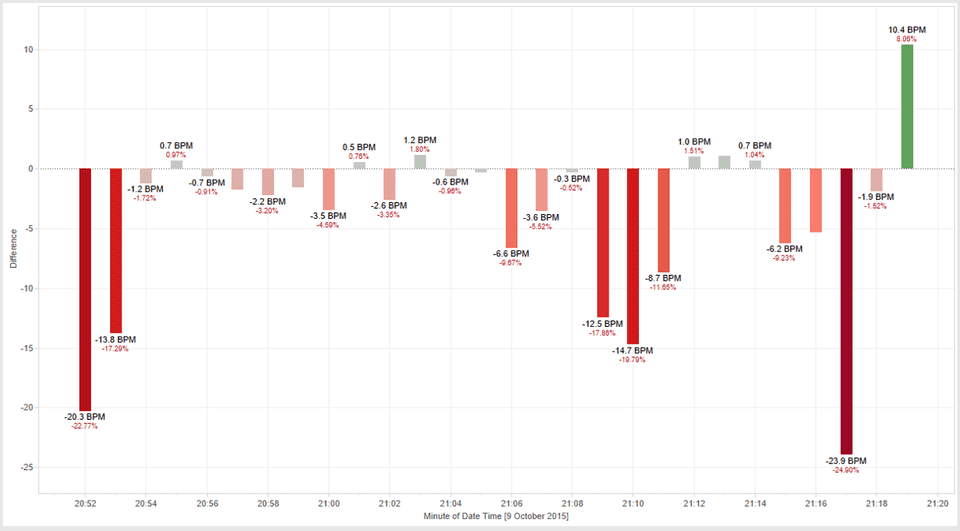 10.4 BPM
8.06%
10
5
0.7 BPM
0.97%
0.5 BPM
0.76%
1.2 BPM
1.80%
1.0 BPM
1.51%
0.7 BPM
1.04%
0
-1.2 BPM
-1.72%
-0.7 BPM
-0.91%
-2.2 BPM
-3.20%
-3.5 BPM
-4.59%
-2.6 BPM
-3.35%
-0.6 BPM
-0.96%
-0.3 BPM
-0.52%
-1.9 BPM
-1.52%
-3.6 BPM
-5.52%
-5
-6.6 BPM
-9.67%
-6.2 BPM
-9.23%
-8.7 BPM
-11.65%
Difference
-10
-12.5 BPM
-17.86%
-13.8 BPM
-17.29%
-14.7 BPM
-19.79%
-15
-20
-20.3 BPM
-22.77%
-23.9 BPM
-24.90%
-25
20:52 20:54 20:56 20:58 21:00 21:02 21:04 21:06 21:08 21:10 21:12 21:14 21:16 21:18 21:20
Minute of Date Time [9 October 2015]